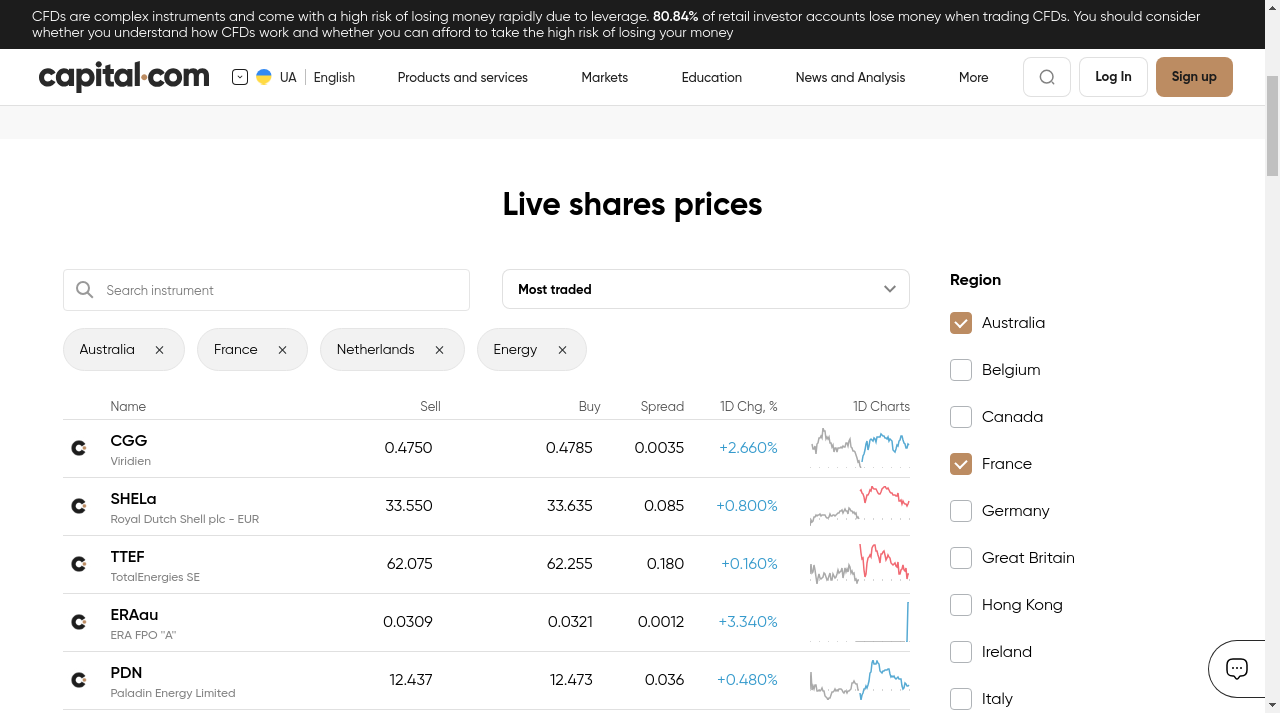 CFDs are complex instruments and come with a high risk of losing money rapidly due to leverage. 80.84% of retail investor accounts lose money when trading CFDs. You should consider
whether you understand how CFDs work and whether you can afford to take the high risk of losing your money
capital.com UA English Products and services Markets Education News and Analysis More Log In Sign up
Live shares prices
Search instrument
Most traded
Region
Australia France Netherlands Energy
Name Sell Buy Spread 1D Chg, % 1D Charts
CGG 0.4750 0.4785 0.0035 +2.660%
Viridien
SHELa 33.550 33.635 0.085 +0.800%
Royal Dutch Shell plc - EUR
TTEF 62.075 62.255 0.180 +0.160%
TotalEnergies SE
ERAau 0.0309 0.0321 0.0012 +3.340%
ERA FPO "A"
PDN 12.437 12.473 0.036 +0.480%
Paladin Energy Limited
Australia
Belgium
Canada
France
Germany
Great Britain
Hong Kong
Ireland
Italy